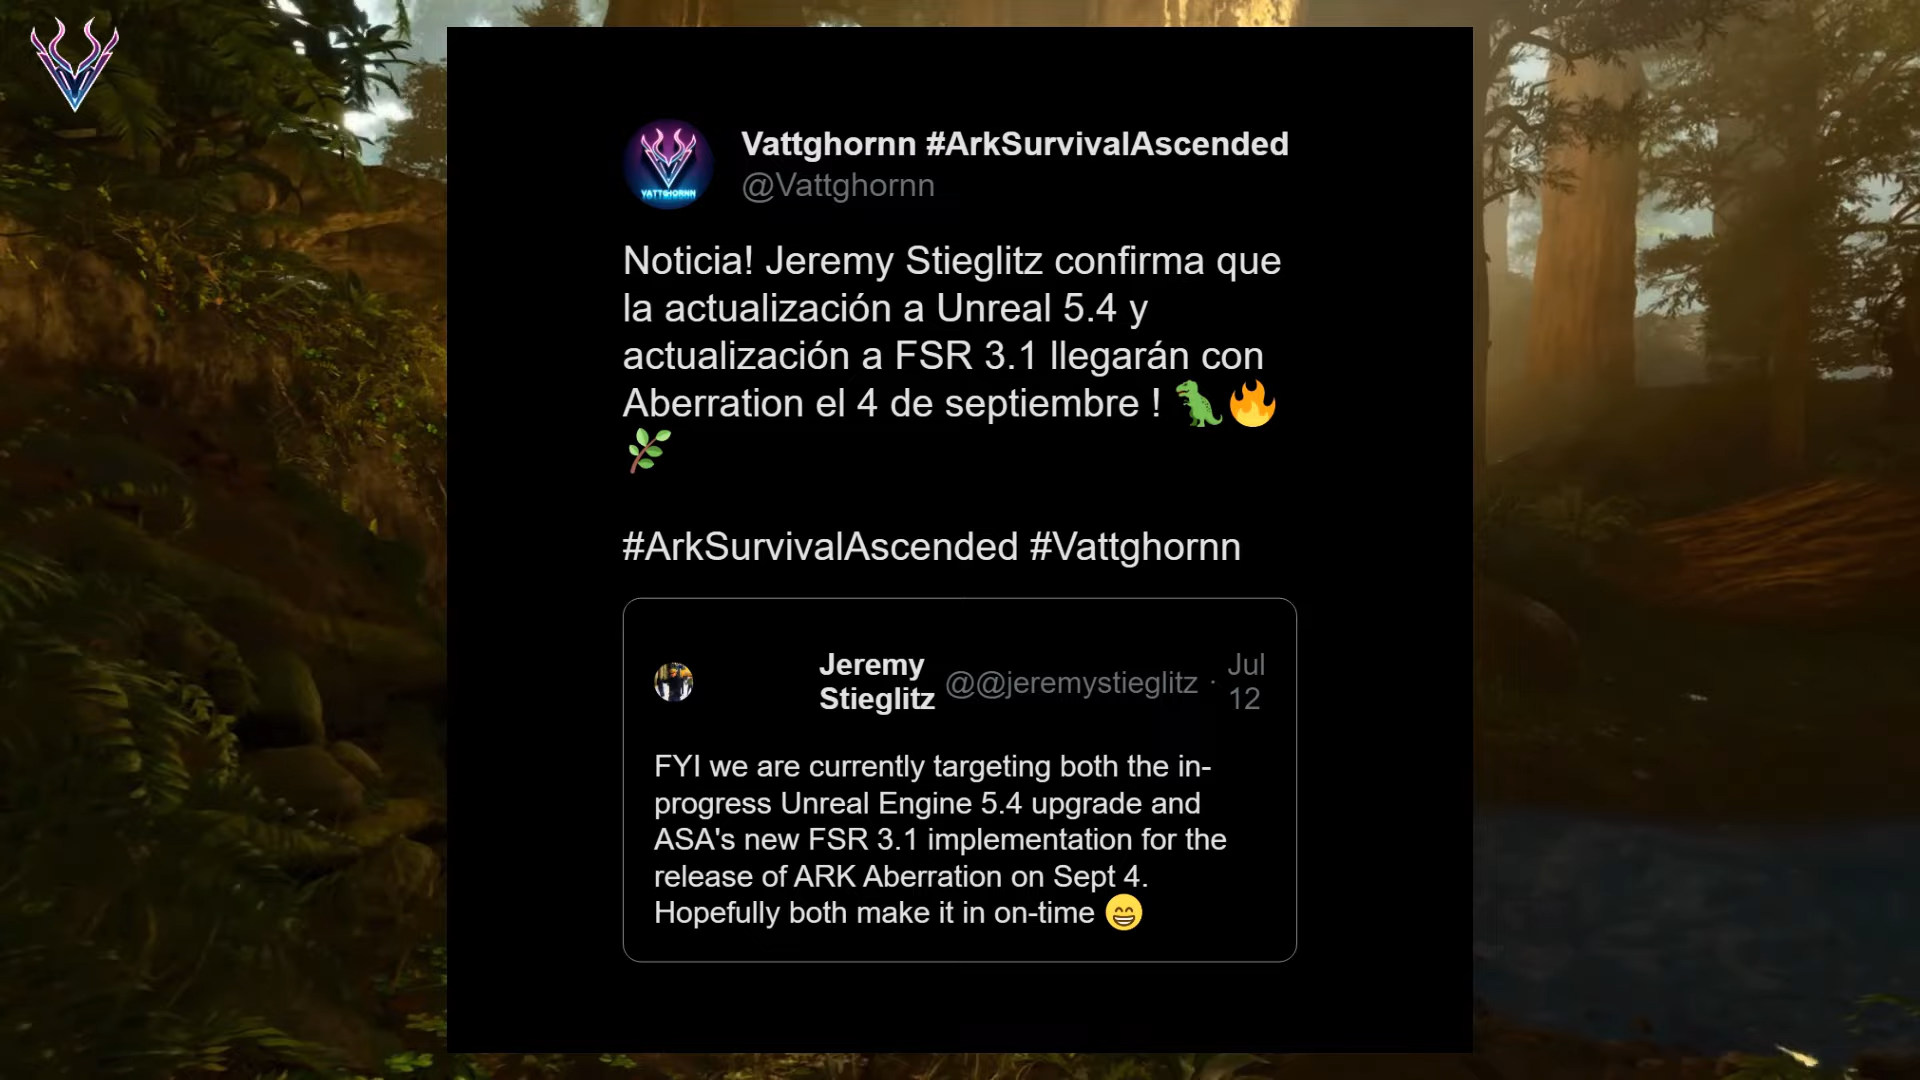 Vattghornn #ArkSurvivalAscended
@Vattghornn
VATTGHORNN
Noticia! Jeremy Stieglitz confirma que
la actualización a Unreal 5.4 y
actualización a FSR 3.1 llegarán con
Aberration el 4 de septiembre ! 🦖🔥
🌿
#ArkSurvivalAscended #Vattghornn
Jeremy Stieglitz @@jeremystieglitz · Jul 12
FYI we are currently targeting both the in-
progress Unreal Engine 5.4 upgrade and
ASA's new FSR 3.1 implementation for the
release of ARK Aberration on Sept 4.
Hopefully both make it in on-time 😁